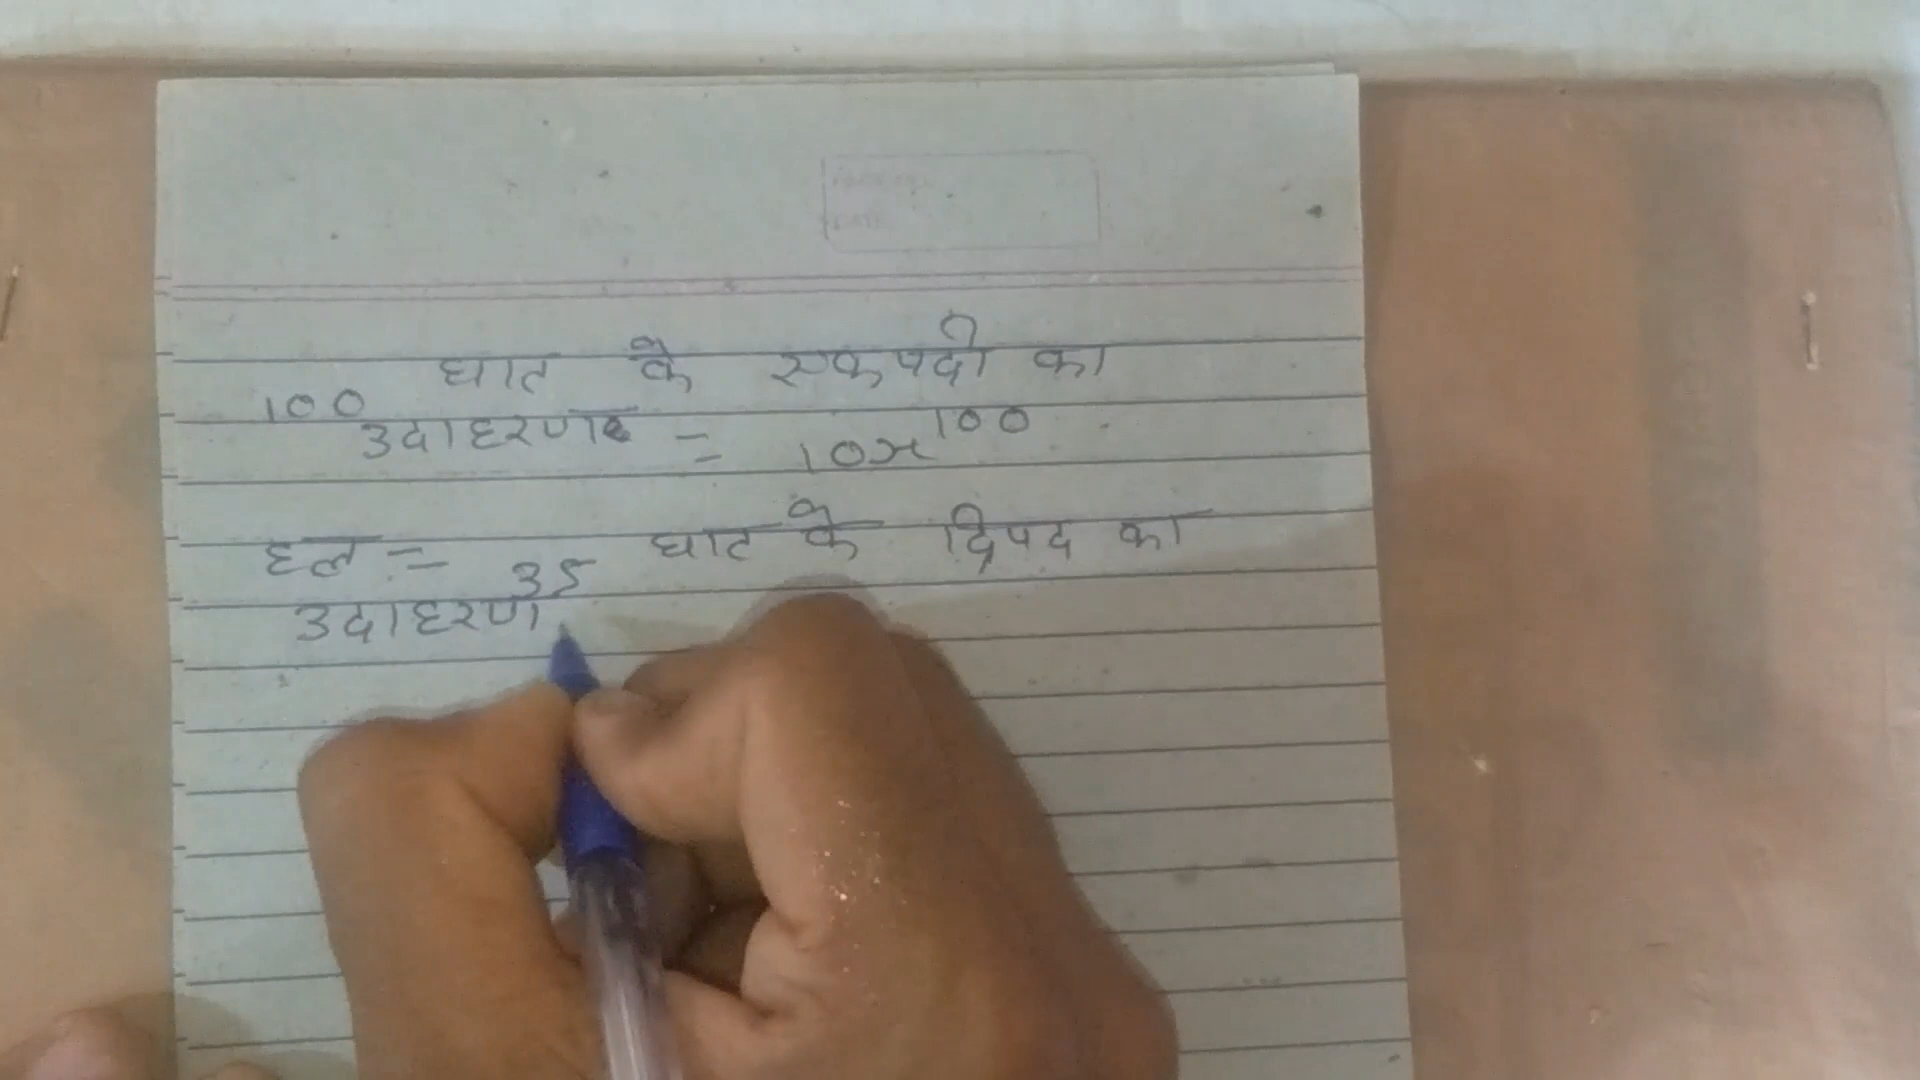 100 घात के एकपदी का
उदाहरण = 10x¹⁰⁰
हल = 35 घात के द्विपद का
उदाहरण